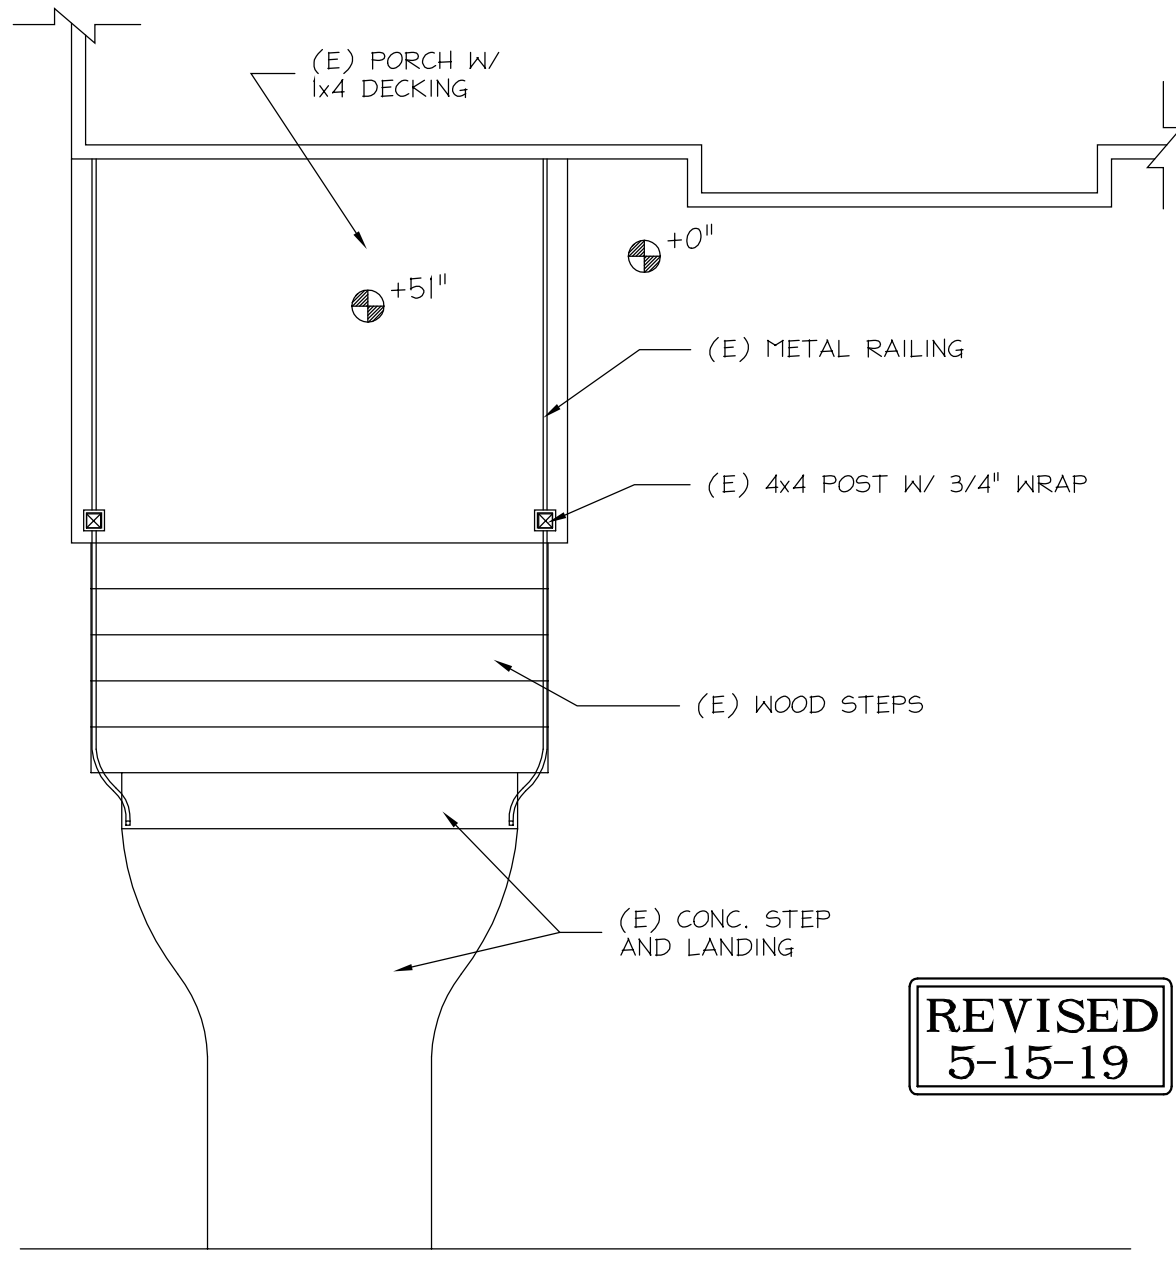 (E) PORCH W/
1x4 DECKING
+0"
+51"
(E) METAL RAILING
(E) 4x4 POST W/ 3/4" WRAP
(E) WOOD STEPS
(E) CONC. STEP
AND LANDING
REVISED
5-15-19